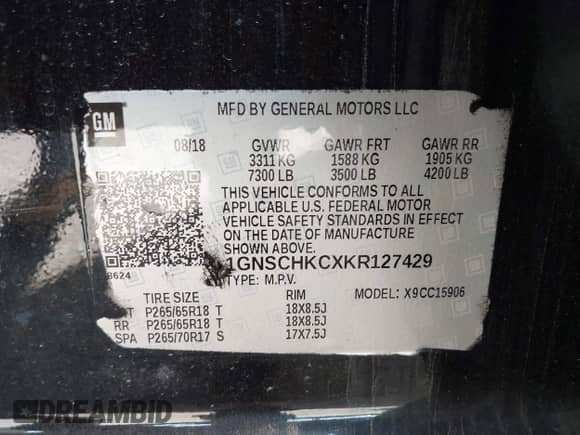 GM
MFD BY GENERAL MOTORS LLC
08/18 GVWR GAWR FRT GAWR RR
3311 KG 1588 KG 1905 KG
7300 LB 3500 LB 4200 LB
THIS VEHICLE CONFORMS TO ALL
APPLICABLE U.S. FEDERAL MOTOR
VEHICLE SAFETY STANDARDS IN EFFECT
ON THE DATE OF MANUFACTURE
SHOWN ABOVE.
8624
1GNSCHKCXKR127429
TYPE: M.P.V.
MODEL: X9CC15906
TIRE SIZE RIM
T P265/65R18 T 18X8.5J
RR P265/65R18 T 18X8.5J
SPA P265/70R17 S 17X7.5J
DREAMBID